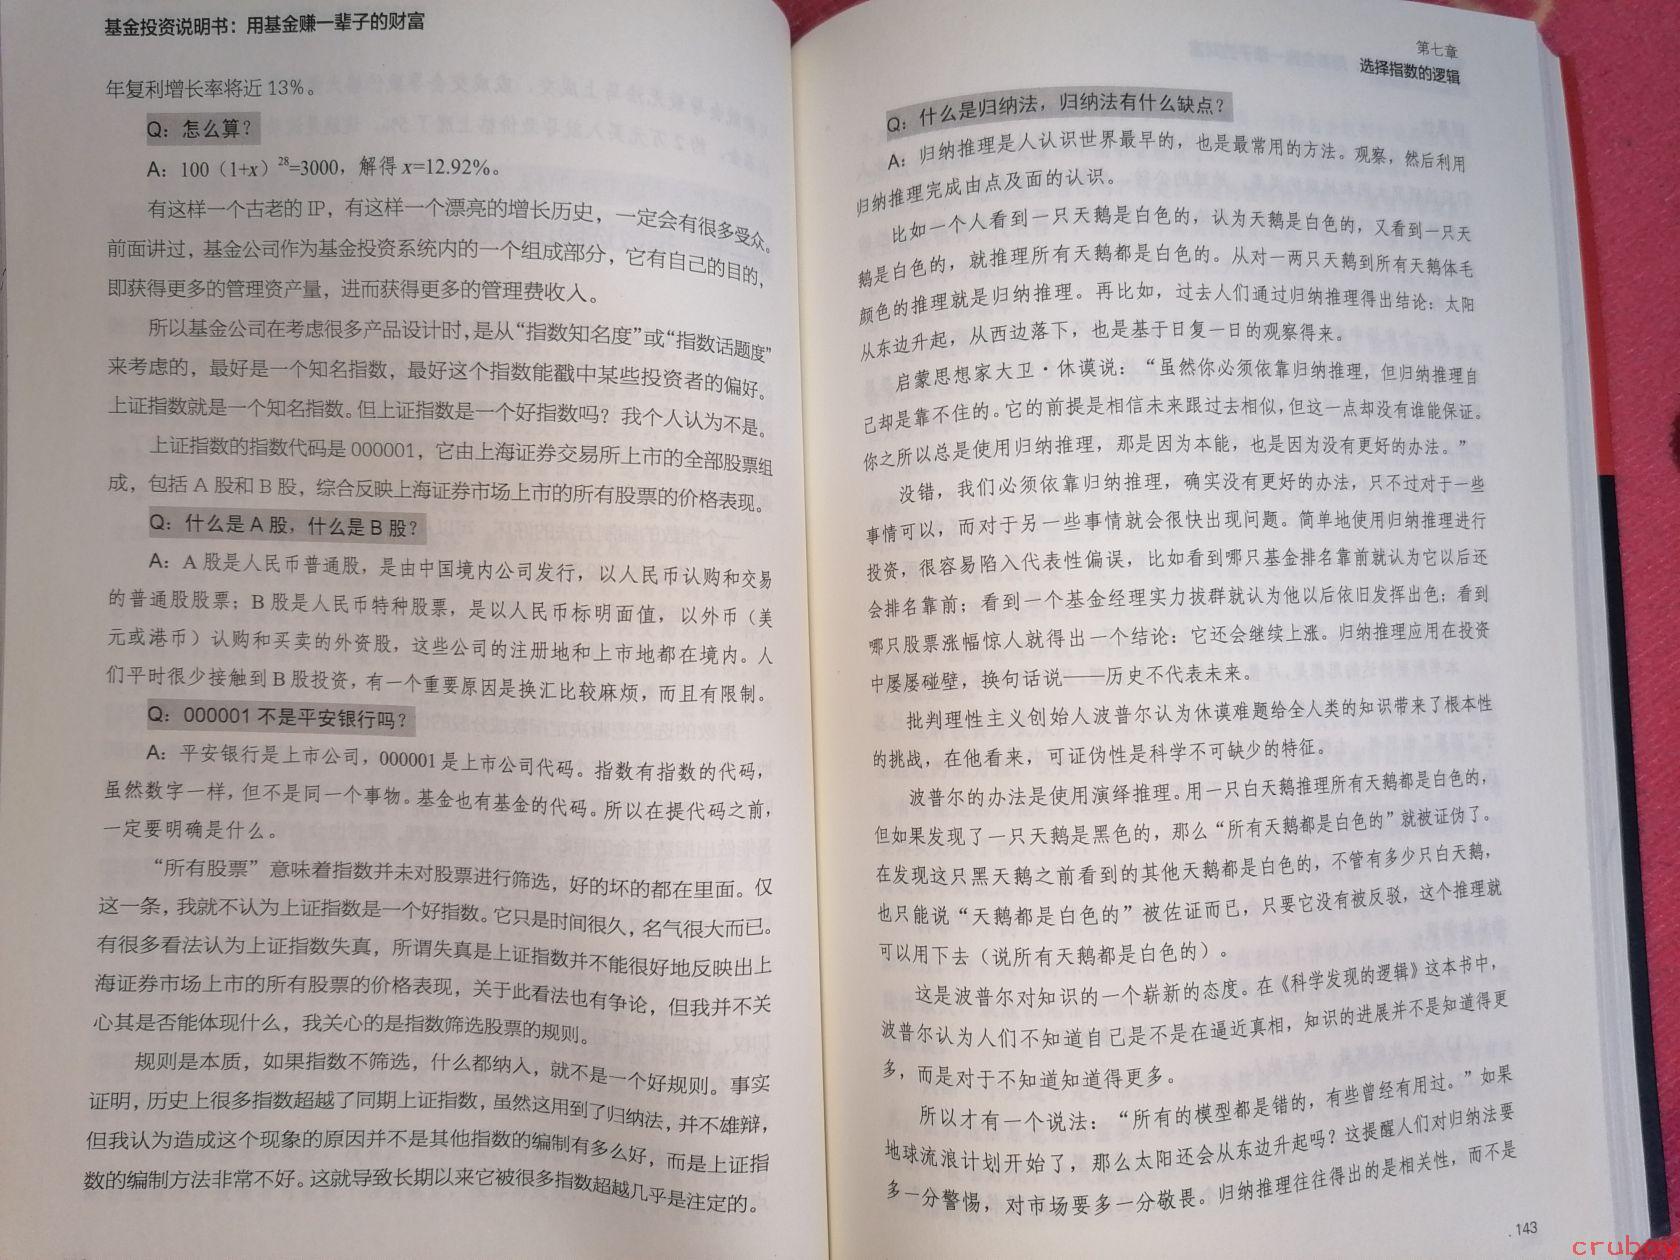 基金投资说明书：用基金赚一辈子的财富
年复利增长率将近13%。
Q：怎么算？
A：100（1+x）28=3000，解得 x=12.92%。
有这样一个古老的 IP，有这样一个漂亮的增长历史，一定会有很多受众。
前面讲过，基金公司作为基金投资系统内的一个组成部分，它有自己的目的，
即获得更多的管理资产量，进而获得更多的管理费收入。
所以基金公司在考虑很多产品设计时，是从“指数知名度”或“指数话题度”
来考虑的，最好是一个知名指数，最好这个指数能戳中某些投资者的偏好。
上证指数就是一个知名指数。但上证指数是一个好指数吗？我个人认为不是。
上证指数的指数代码是 000001，它由上海证券交易所上市的全部股票组
成，包括 A 股和 B 股，综合反映上海证券市场上市的所有股票的价格表现。
Q：什么是 A 股，什么是 B 股？
A：A 股是人民币普通股，是由中国境内公司发行，以人民币认购和交易
的普通股股票；B 股是人民币特种股票，是以人民币标明面值，以外币（美
元或港币）认购和买卖的外资股，这些公司的注册地和上市地都在境内。人
们平时很少接触到 B 股投资，有一个重要原因是换汇比较麻烦，而且有限制。
Q：000001 不是平安银行吗？
A：平安银行是上市公司，000001 是上市公司代码。指数有指数的代码，
虽然数字一样，但不是同一个事物。基金也有基金的代码。所以在提代码之前，
一定要明确是什么。
“所有股票”意味着指数并未对股票进行筛选，好的坏的都在里面。仅
这一条，我就不认为上证指数是一个好指数。它只是时间很久，名气很大而已。
有很多看法认为上证指数失真，所谓失真是上证指数并不能很好地反映出上
海证券市场上市的所有股票的价格表现，关于此看法也有争论，但我并不关
心其是否能体现什么，我关心的是指数筛选股票的规则。
规则是本质，如果指数不筛选，什么都纳入，就不是一个好规则。事实
证明，历史上很多指数超越了同期上证指数，虽然这用到了归纳法，并不雄辩，
但我认为造成这个现象的原因并不是其他指数的编制有多么好，而是上证指
数的编制方法非常不好。这就导致长期以来它被很多指数超越几乎是注定的。
第七章
选择指数的逻辑
Q：什么是归纳法，归纳法有什么缺点？
A：归纳推理是人认识世界最早的，也是最常用的方法。观察，然后利用
归纳推理完成由点及面的认识。
比如一个人看到一只天鹅是白色的，认为天鹅是白色的，又看到一只天
鹅是白色的，就推理所有天鹅都是白色的。从对一两只天鹅到所有天鹅体毛
颜色的推理就是归纳推理。再比如，过去人们通过归纳推理得出结论：太阳
从东边升起，从西边落下，也是基于日复一日的观察得来。
启蒙思想家大卫·休谟说：“虽然你必须依靠归纳推理，但归纳推理自
己却是靠不住的。它的前提是相信未来跟过去相似，但这一点却没有谁能保证。
你之所以总是使用归纳推理，那是因为本能，也是因为没有更好的办法。”
没错，我们必须依靠归纳推理，确实没有更好的办法，只不过对于一些
事情可以，而对于另一些事情就会很快出现问题。简单地使用归纳推理进行
投资，很容易陷入代表性偏误，比如看到哪只基金排名靠前就认为它以后还
会排名靠前；看到一个基金经理实力拔群就认为他以后依旧发挥出色；看到
哪只股票涨幅惊人就得出一个结论：它还会继续上涨。归纳推理应用在投资
中屡屡碰壁，换句话说——历史不代表未来。
批判理性主义创始人波普尔认为休谟难题给全人类的知识带来了根本性
的挑战，在他看来，可证伪性是科学不可缺少的特征。
波普尔的办法是使用演绎推理。用一只白天鹅推理所有天鹅都是白色的，
但如果发现了一只天鹅是黑色的，那么“所有天鹅都是白色的”就被证伪了。
在发现这只黑天鹅之前看到的其他天鹅都是白色的，不管有多少只白天鹅，
也只能说“天鹅都是白色的”被佐证而已，只要它没有被反驳，这个推理就
可以用下去（说所有天鹅都是白色的）。
这是波普尔对知识的一个崭新的态度。在《科学发现的逻辑》这本书中，
波普尔认为人们不知道自己是不是在逼近真相，知识的进展并不是知道得更
多，而是对于不知道知道得更多。
所以才有一个说法：“所有的模型都是错的，有些曾经有用过。”如果
地球流浪计划开始了，那么太阳还会从东边升起吗？这提醒人们对归纳法要
多一分警惕，对市场要多一分敬畏。归纳推理往往得出的是相关性，而不是
143